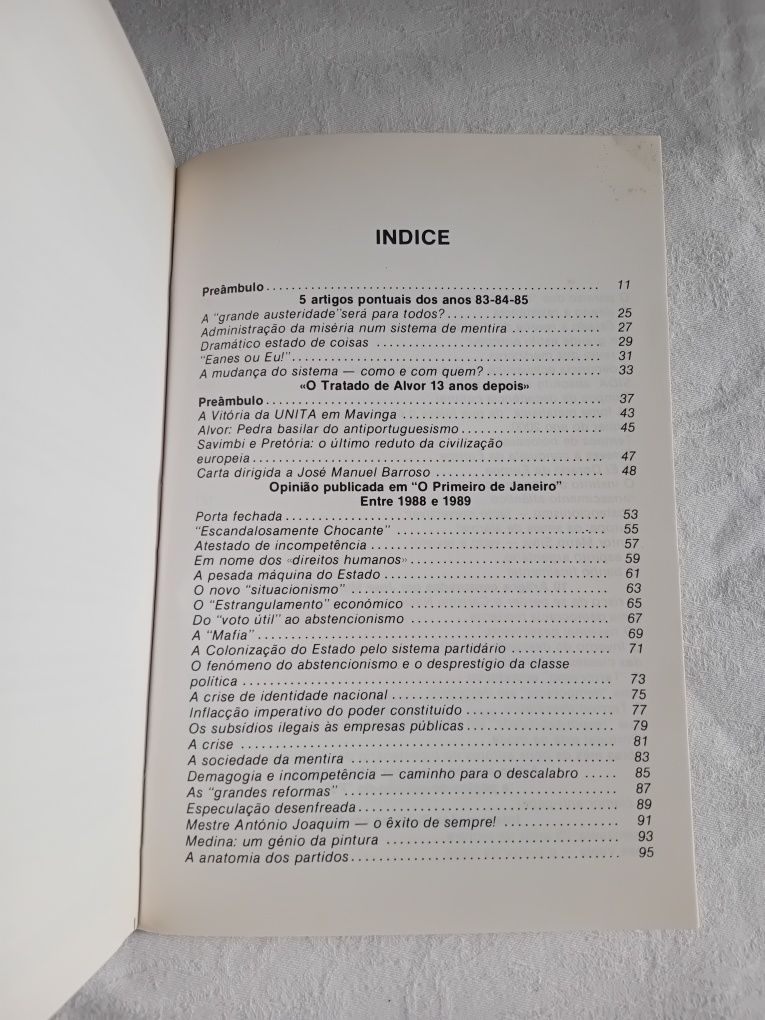 INDICE
Preâmbulo . . . . . . . . . . . . . . . . . . . . 11
5 artigos pontuais dos anos 83-84-85
A "grande austeridade"será para todos? . . . . . . . . . . 25
Administração da miséria num sistema de mentira . . . . . . . . . . 27
Dramático estado de coisas . . . . . . . . . . 29
"Eanes ou Eu!" . . . . . . . . . . 31
A mudança do sistema — como e com quem? . . . . . . . . . . 33
«O Tratado de Alvor 13 anos depois»
Preâmbulo . . . . . . . . . . 37
A Vitória da UNITA em Mavinga . . . . . . . . . . 43
Alvor: Pedra basilar do antiportuguesismo . . . . . . . . . . 45
Savimbi e Pretória: o último reduto da civilização
europeia . . . . . . . . . . 47
Carta dirigida a José Manuel Barroso . . . . . . . . . . 48
Opinião publicada em "O Primeiro de Janeiro"
Entre 1988 e 1989
Porta fechada . . . . . . . . . . 53
"Escandalosamente Chocante" . . . . . . . . . . 55
Atestado de incompetência . . . . . . . . . . 57
Em nome dos «direitos humanos» . . . . . . . . . . 59
A pesada máquina do Estado . . . . . . . . . . 61
O novo "situacionismo" . . . . . . . . . . 63
O "Estrangulamento" económico . . . . . . . . . . 65
Do "voto útil" ao abstencionismo . . . . . . . . . . 67
A "Mafia" . . . . . . . . . . 69
A Colonização do Estado pelo sistema partidário . . . . . . . . . . 71
O fenómeno do abstencionismo e o desprestígio da classe
política . . . . . . . . . . 73
A crise de identidade nacional . . . . . . . . . . 75
Inflacção imperativo do poder constituído . . . . . . . . . . 77
Os subsídios ilegais às empresas públicas . . . . . . . . . . 79
A crise . . . . . . . . . . 81
A sociedade da mentira . . . . . . . . . . 83
Demagogia e incompetência — caminho para o descalabro . . . . . 85
As "grandes reformas" . . . . . . . . . . 87
Especulação desenfreada . . . . . . . . . . 89
Mestre António Joaquim — o êxito de sempre! . . . . . . . . . . 91
Medina: um génio da pintura . . . . . . . . . . 93
A anatomia dos partidos . . . . . . . . . . 95